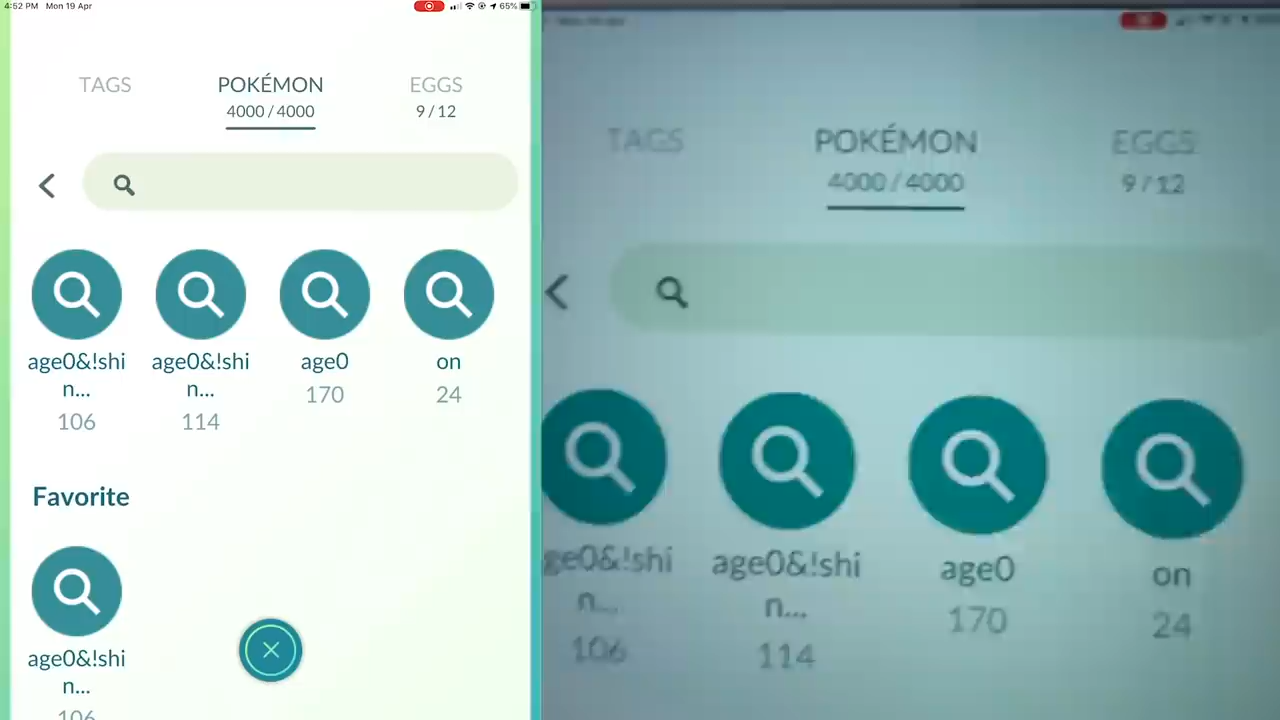 4:52 PM Mon 19 Apr
65%
TAGS
POKÉMON
4000 / 4000
EGGS
9 / 12
age0&!shi
n...
106
age0&!shi
n...
114
age0
170
on
24
Favorite
age0&!shi
n...
106
TAGS
POKÉMON
4000 / 4000
EGGS
9 / 12
ge0&!shi
n...
106
age0&!shi
n...
114
age0
170
on
24